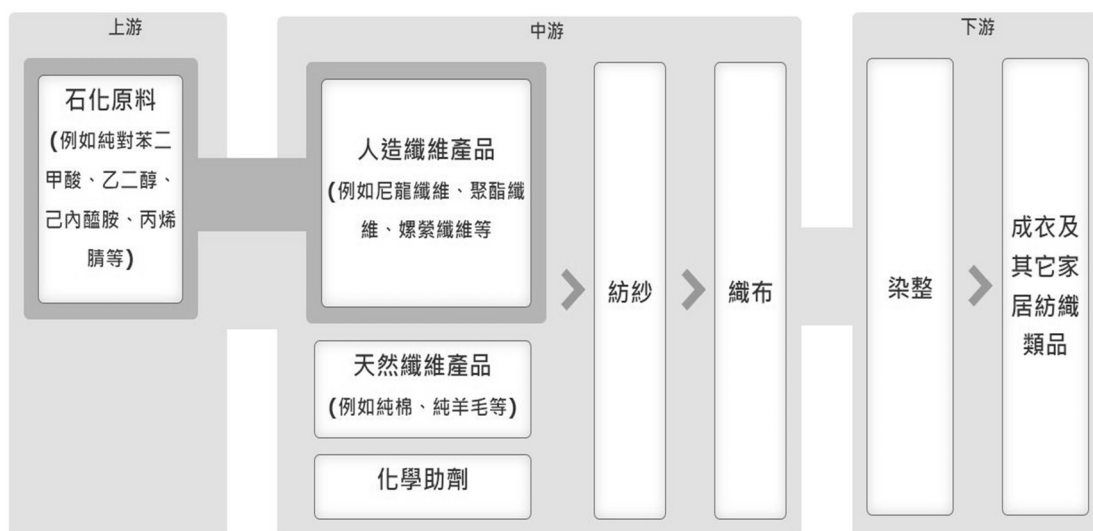 上游
石化原料
(例如純對苯二
甲酸、乙二醇、
己內醯胺、丙烯
腈等)
中游
人造纖維產品
(例如尼龍纖維、聚酯纖
維、嫘縈纖維等
天然纖維產品
(例如純棉、純羊毛等)
化學助劑
紡紗
織布
下游
染整
成衣及
其它家
居紡織
類品